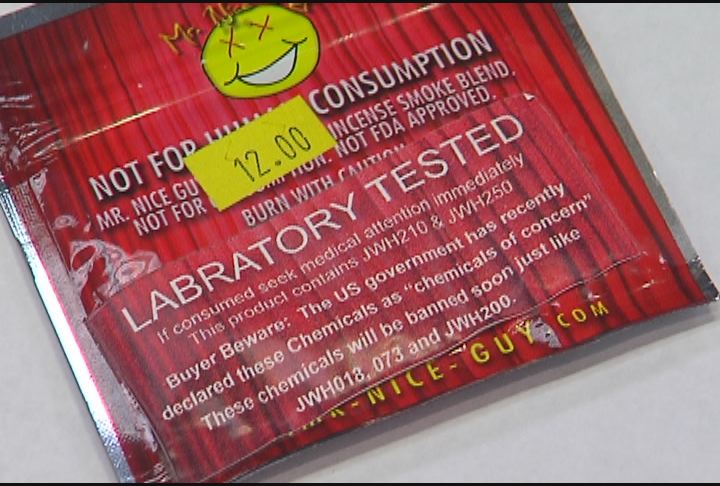 Mr. Nice
NOT FOR CONSUMPTION
MR. NICE GU INCENSE SMOKE BLEND.
NOT FOR NOT FDA APPROVED.
BURN WITH CAUTION
12.00
LABRATORY TESTED
If consumed seek medical attention immediately
This product contains JWH210 & JWH250
Buyer Beware: The US government has recently
declared these Chemicals as "chemicals of concern"
These chemicals will be banned soon just like
JWH018, 073 and JWH200.
MR-NICE-GUY.COM